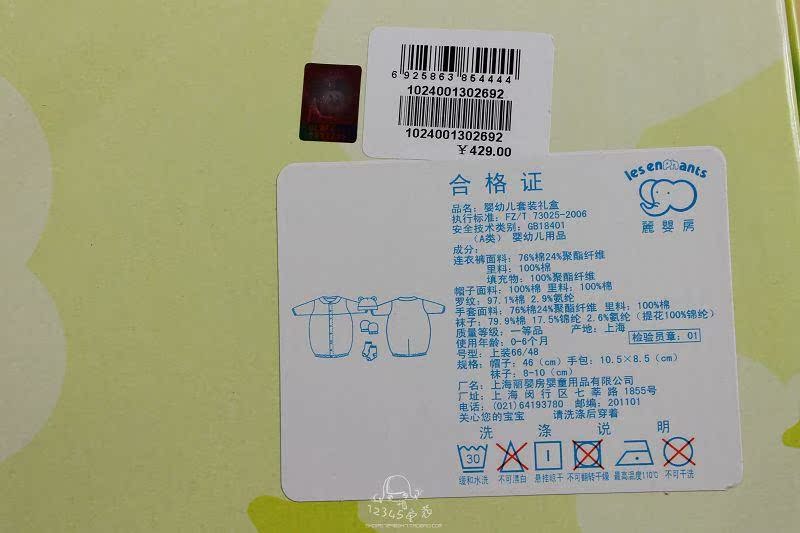 6 925863 854444
1024001302692
1024001302692
¥429.00
les enphants
麗嬰房
合格证
品名：婴幼儿套装礼盒
执行标准：FZ/T 73025-2006
安全技术类别：GB18401
（A类） 婴幼儿用品
成分：
连衣裤面料：76%棉24%聚酯纤维
里料：100%棉
填充物：100%聚酯纤维
帽子面料：100%棉 里料：100%棉
罗纹：97.1%棉 2.9%氨纶
手套面料：76%棉24%聚酯纤维 里料：100%棉
袜子：79.9%棉 17.5%锦纶 2.6%氨纶（提花100%锦纶）
质量等级：一等品 产地：上海
使用年龄：0-6个月
检验员章：01
号型：上装66/48
规格：帽子：46（cm）手包：10.5×8.5（cm）
袜子：8-10（cm）
厂名：上海丽婴房婴童用品有限公司
厂址：上海闵行区七莘路1855号
电话：(021)64193780 邮编：201101
关心您的宝宝 请洗涤后穿着
洗涤说明
30
缓和水洗 不可漂白 悬挂晾干 不可翻转干燥 最高温度110℃ 不可干洗
12345